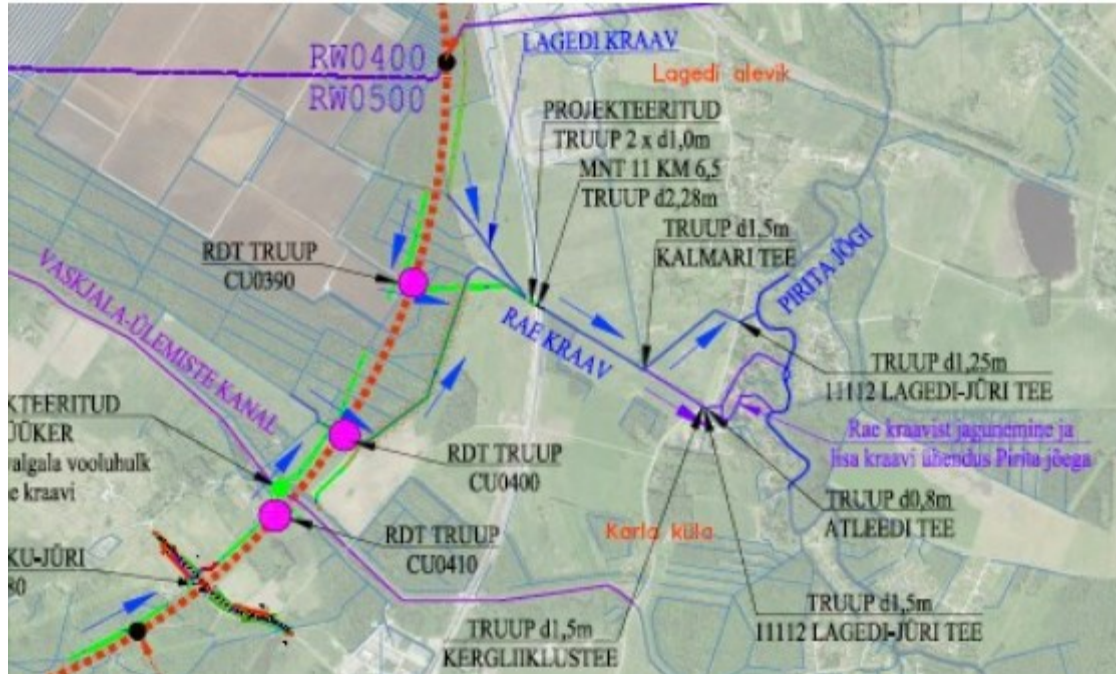 RW0400
RW0500
LAGEDI KRAAV
Lagedi alevik
PROJEKTEERITUD
TRUUP 2 x d1,0m
MNT 11 KM 6,5
TRUUP d2,28m
TRUUP d1,5m
KALMARI TEE
RDT TRUUP
CU0390
VASKJALA-ÜLEMISTE KANAL
RAE KRAAV
PIRITA JÕGI
TRUUP d1,25m
11112 LAGEDI-JÜRI TEE
KTEERITUD
ÜÜKER
valgala vooluhulk
e kraavi
RDT TRUUP
CU0400
Rae kraavist jagunemine ja
lisa kraavi ühendus Pirita jõega
TRUUP d0,8m
ATLEEDI TEE
RDT TRUUP
CU0410
Karla küla
KU-JÜRI
80
TRUUP d1,5m
KERGLIIKLUSTEE
TRUUP d1,5m
11112 LAGEDI-JÜRI TEE